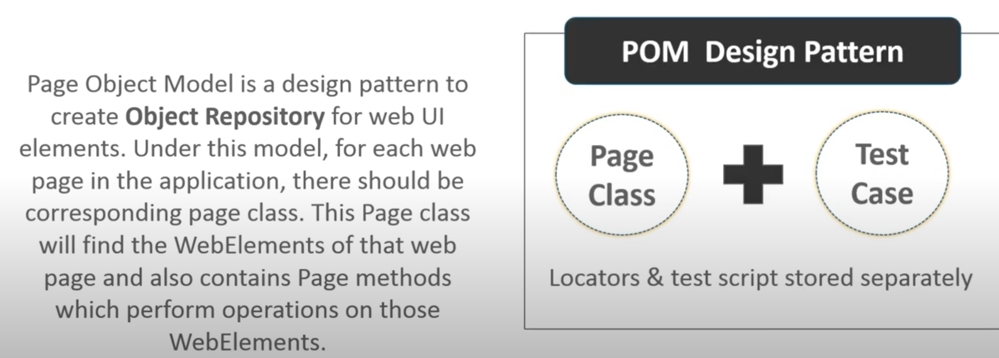 Page Object Model is a design pattern to
create Object Repository for web UI
elements. Under this model, for each web
page in the application, there should be
corresponding page class. This Page class
will find the WebElements of that web
page and also contains Page methods
which perform operations on those
WebElements.
POM Design Pattern
Page
Class
Test
Case
Locators & test script stored separately